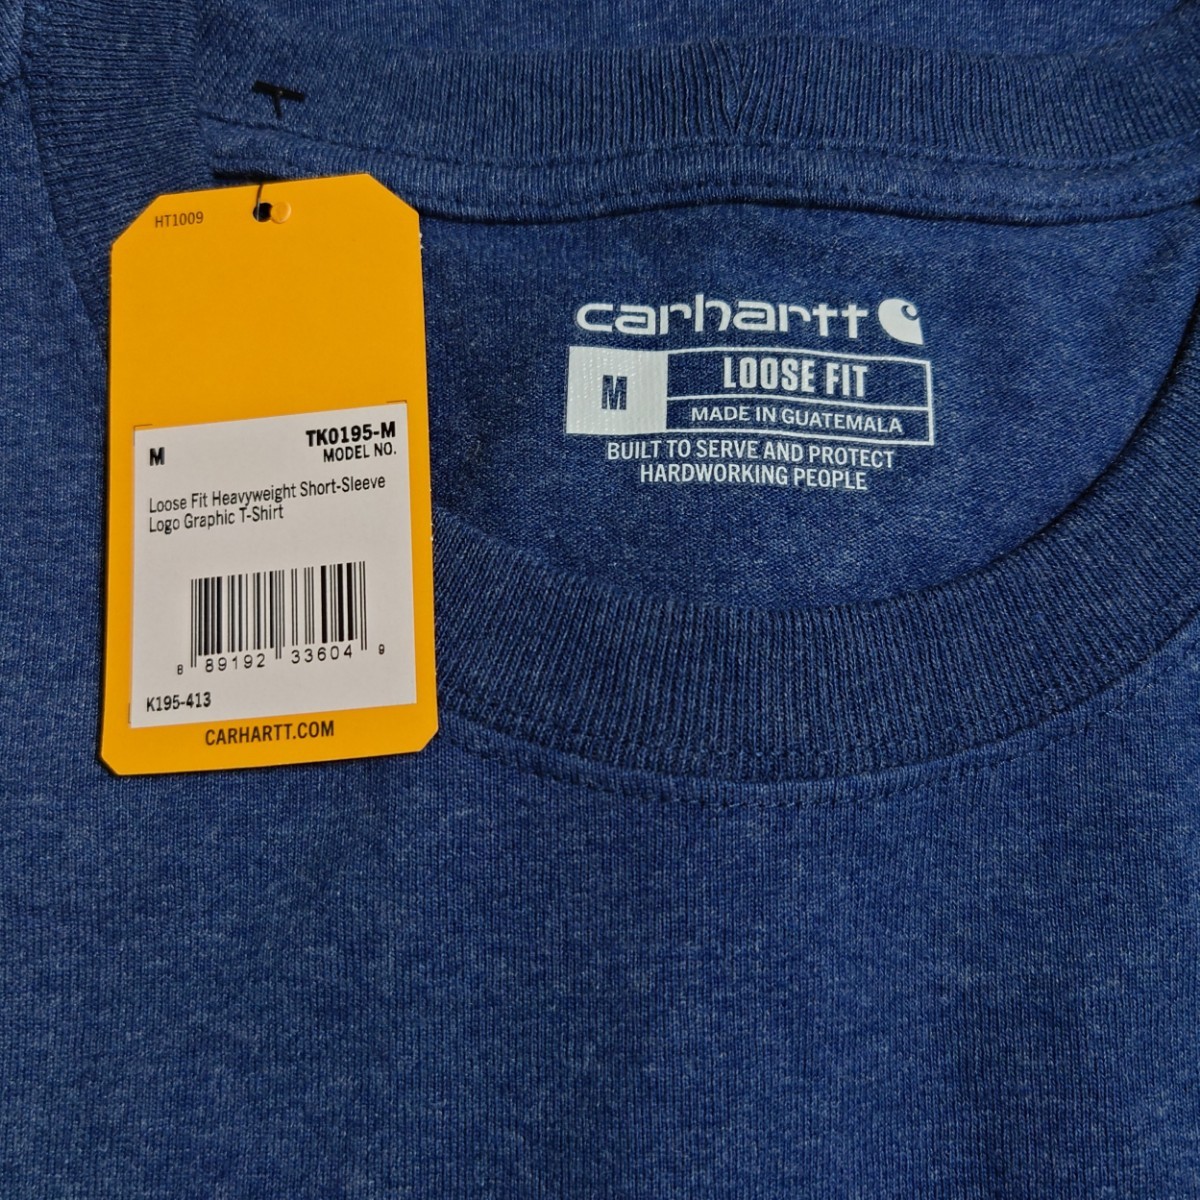 HT1009
M
TK0195-M
MODEL NO.
Loose Fit Heavyweight Short-Sleeve
Logo Graphic T-Shirt
8 89192 33604 9
K195-413
CARHARTT.COM
carhartt
M
LOOSE FIT
MADE IN GUATEMALA
BUILT TO SERVE AND PROTECT
HARDWORKING PEOPLE